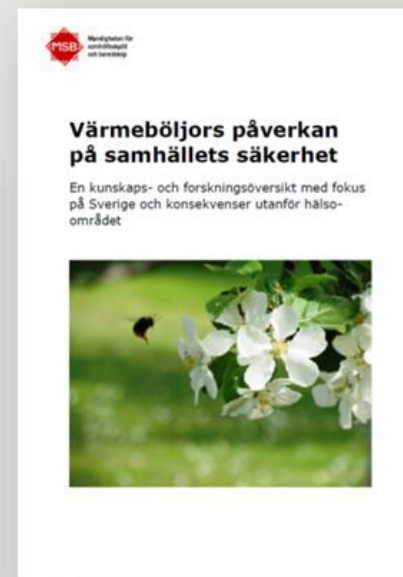 MSB
Myndigheten för
samhällsskydd
och beredskap
Värmeböljors påverkan
på samhällets säkerhet
En kunskaps- och forskningsöversikt med fokus
på Sverige och konsekvenser utanför hälso-
området